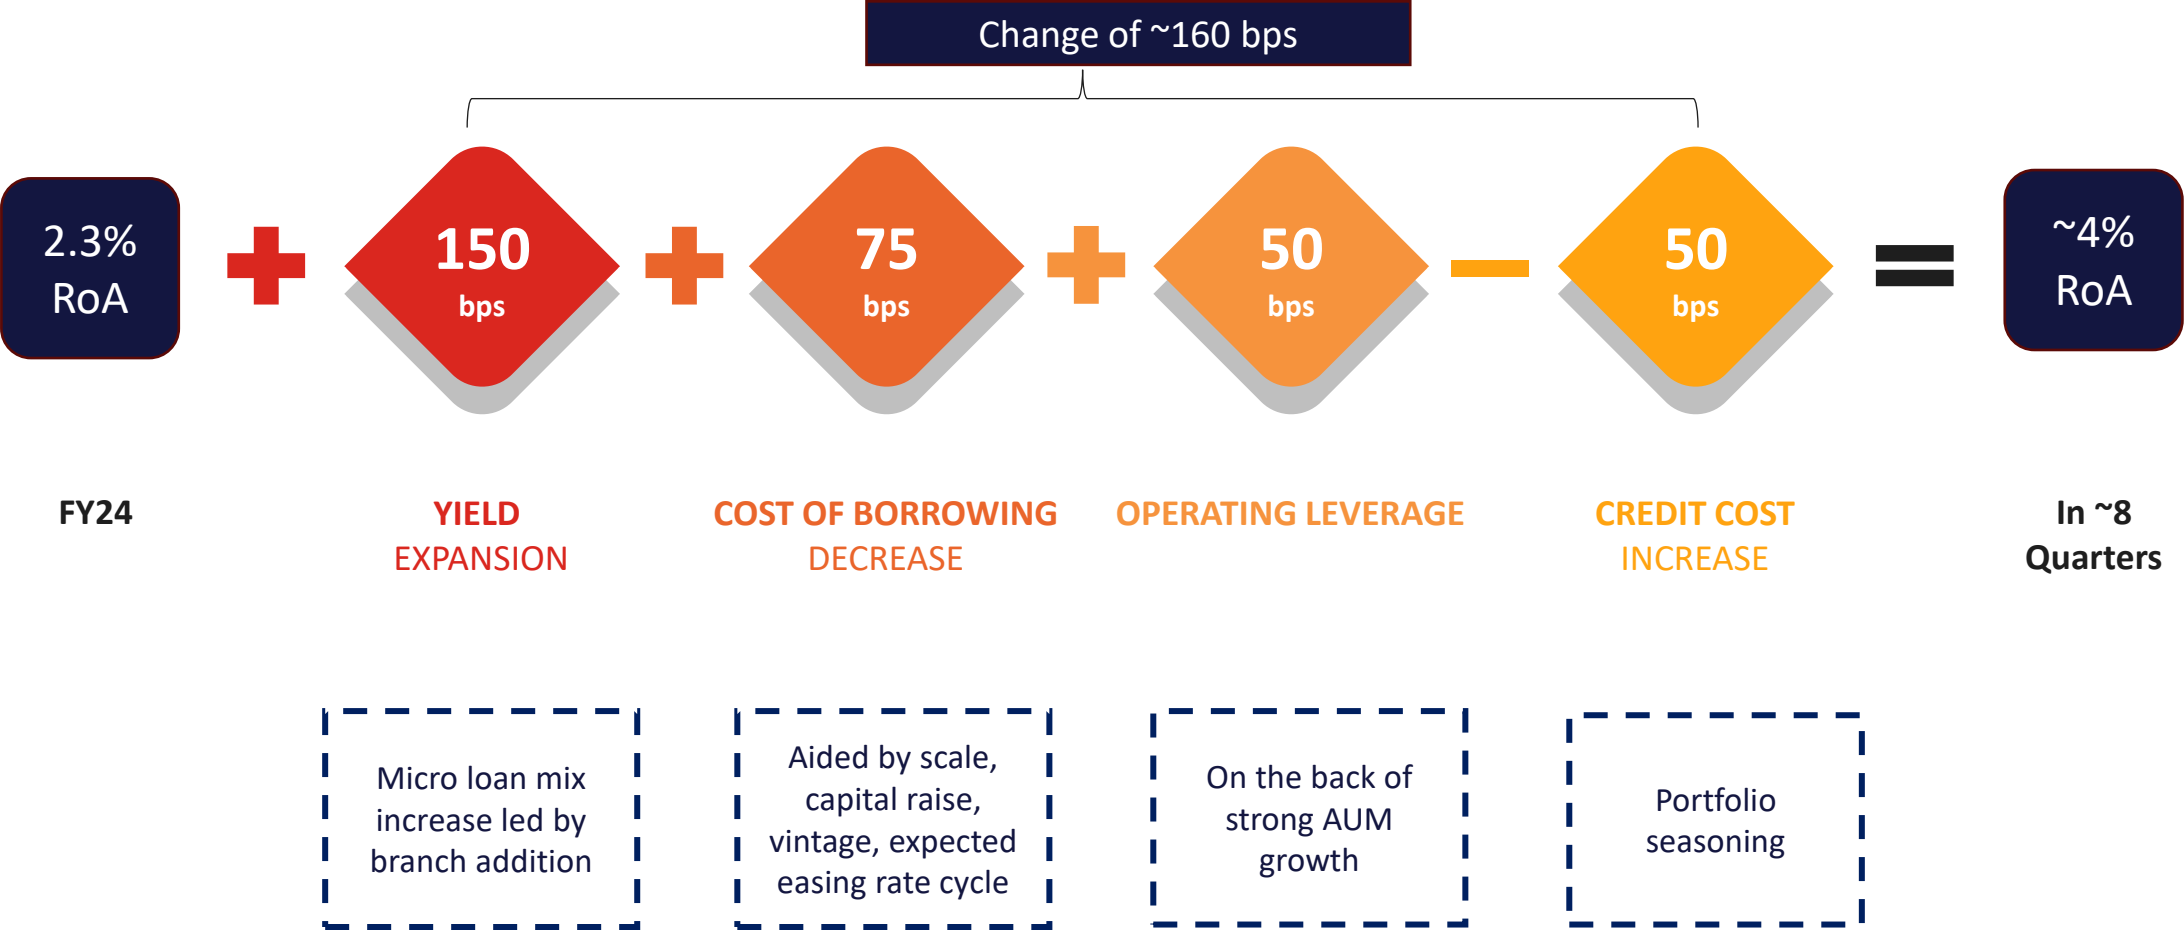 Change of ~160 bps
2.3%
RoA
150
bps
75
bps
50
bps
50
bps
~4%
RoA
FY24
YIELD
EXPANSION
COST OF BORROWING
DECREASE
OPERATING LEVERAGE
CREDIT COST
INCREASE
In ~8
Quarters
Micro loan mix
increase led by
branch addition
Aided by scale,
capital raise,
vintage, expected
easing rate cycle
On the back of
strong AUM
growth
Portfolio
seasoning